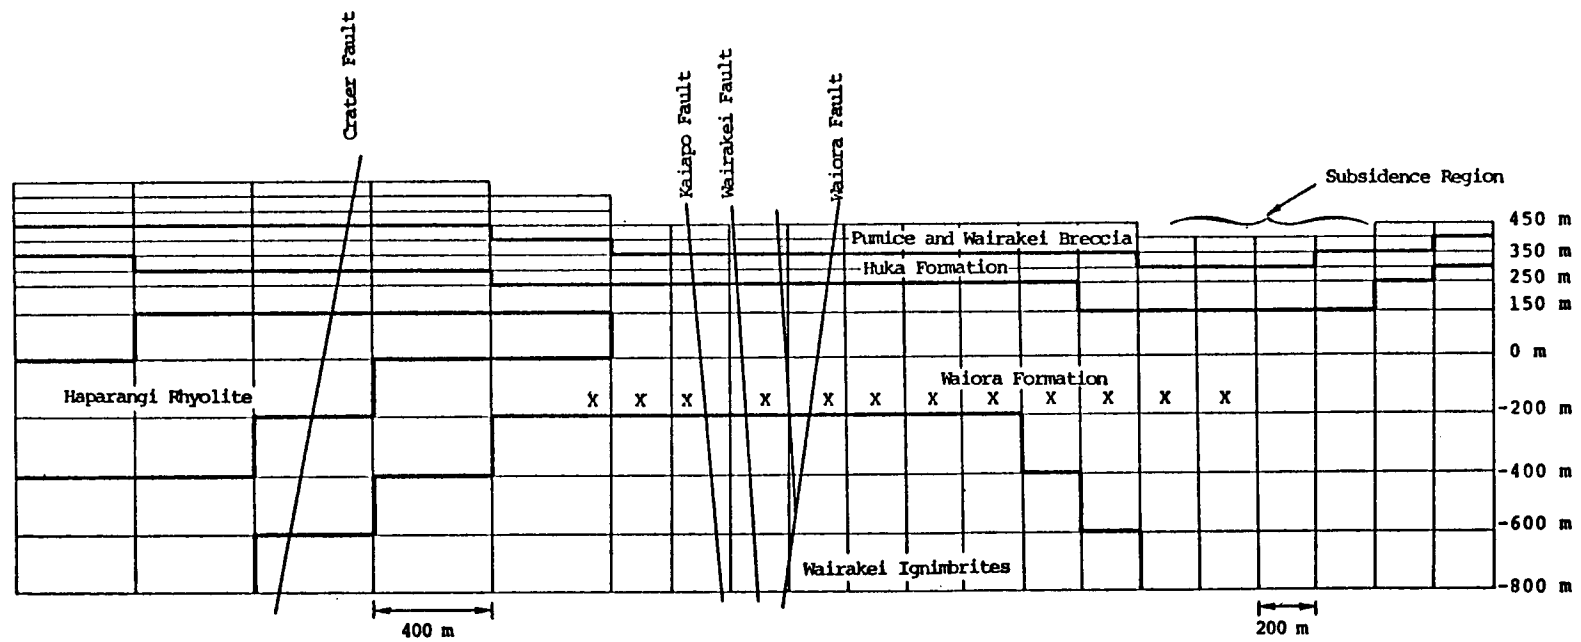 Crater Fault
Kaiapo Fault
Wairakei Fault
Waiora Fault
Subsidence Region
450 m
Pumice and Wairakei Breccia
350 m
Huka Formation
250 m
150 m
0 m
Waiora Formation
Haparangi Rhyolite
X X X X X X X X X X X X
-200 m
-400 m
-600 m
Wairakei Ignimbrites
-800 m
400 m
200 m